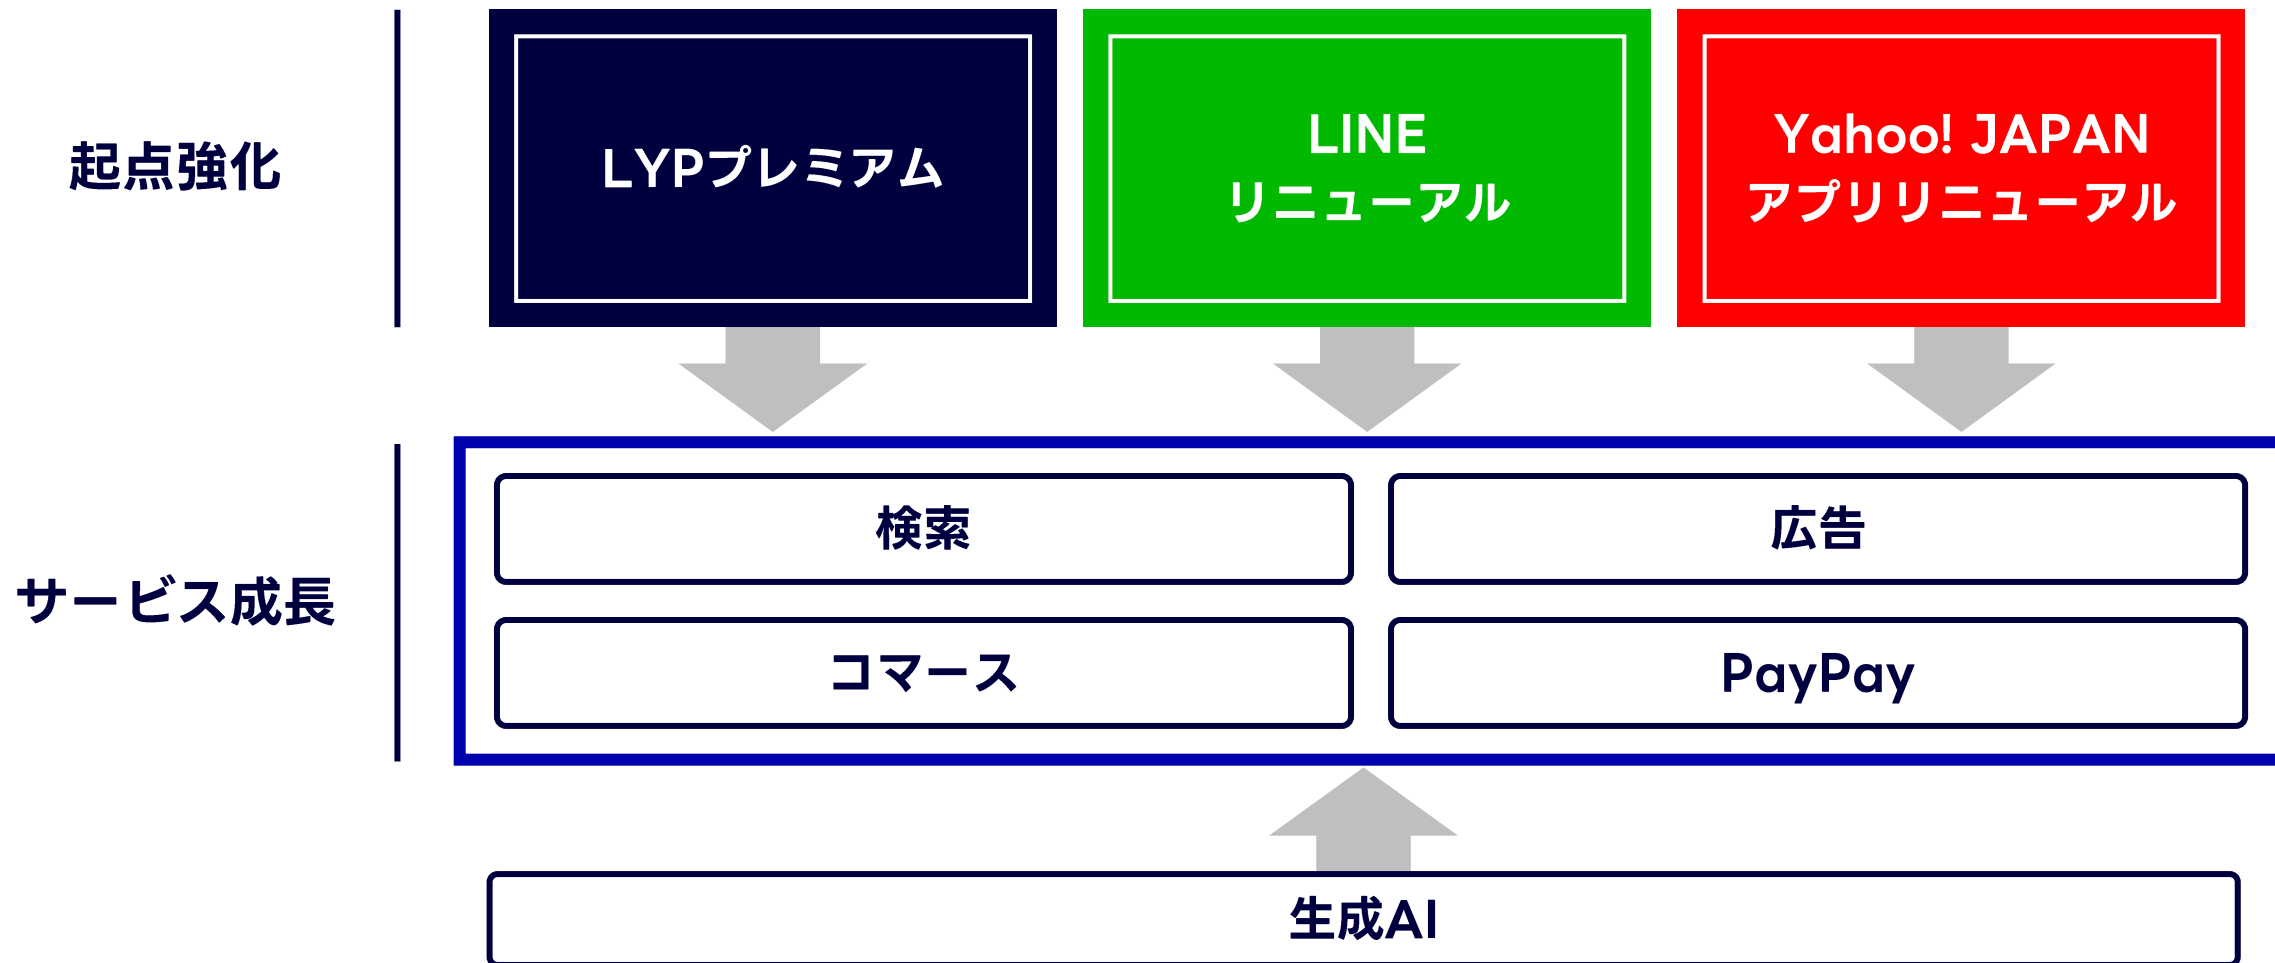 起点強化
LYPプレミアム
LINE
リニューアル
Yahoo! JAPAN
アプリリニューアル
サービス成長
検索
広告
コマース
PayPay
生成AI